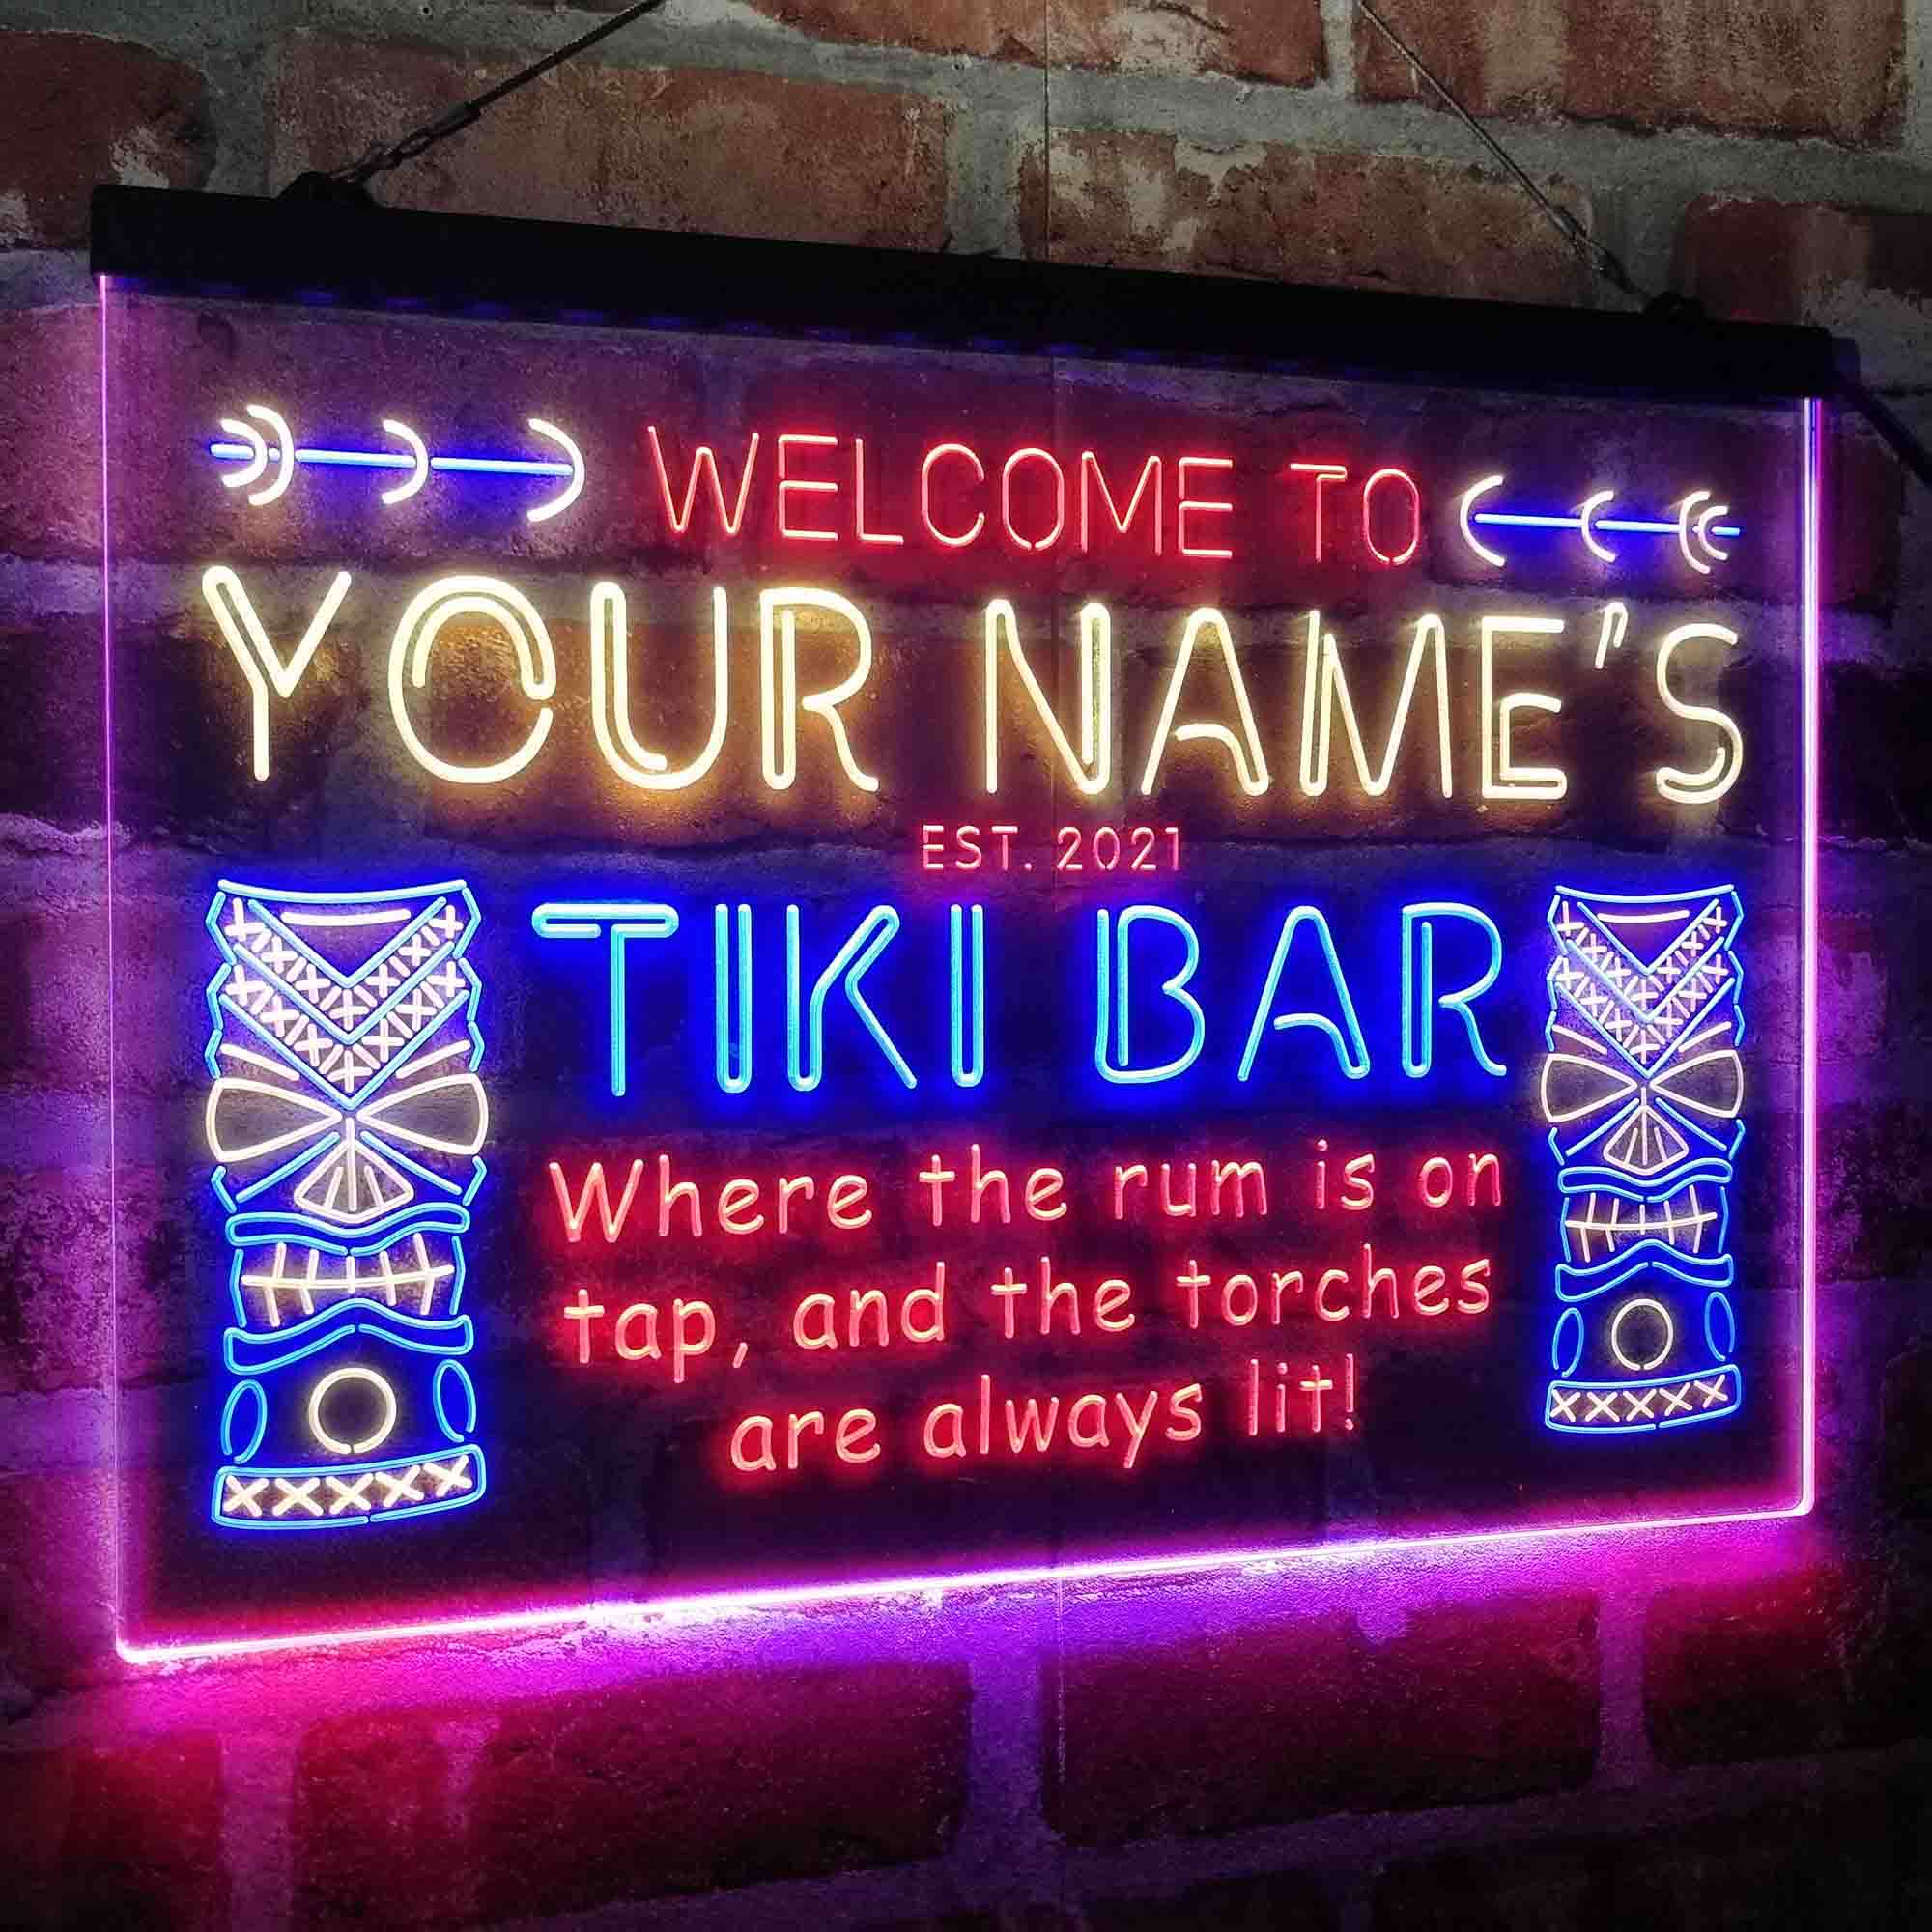 WELCOME TO
YOUR NAME'S
EST. 2021
TIKI BAR
Where the rum is on
tap, and the torches
are always lit!